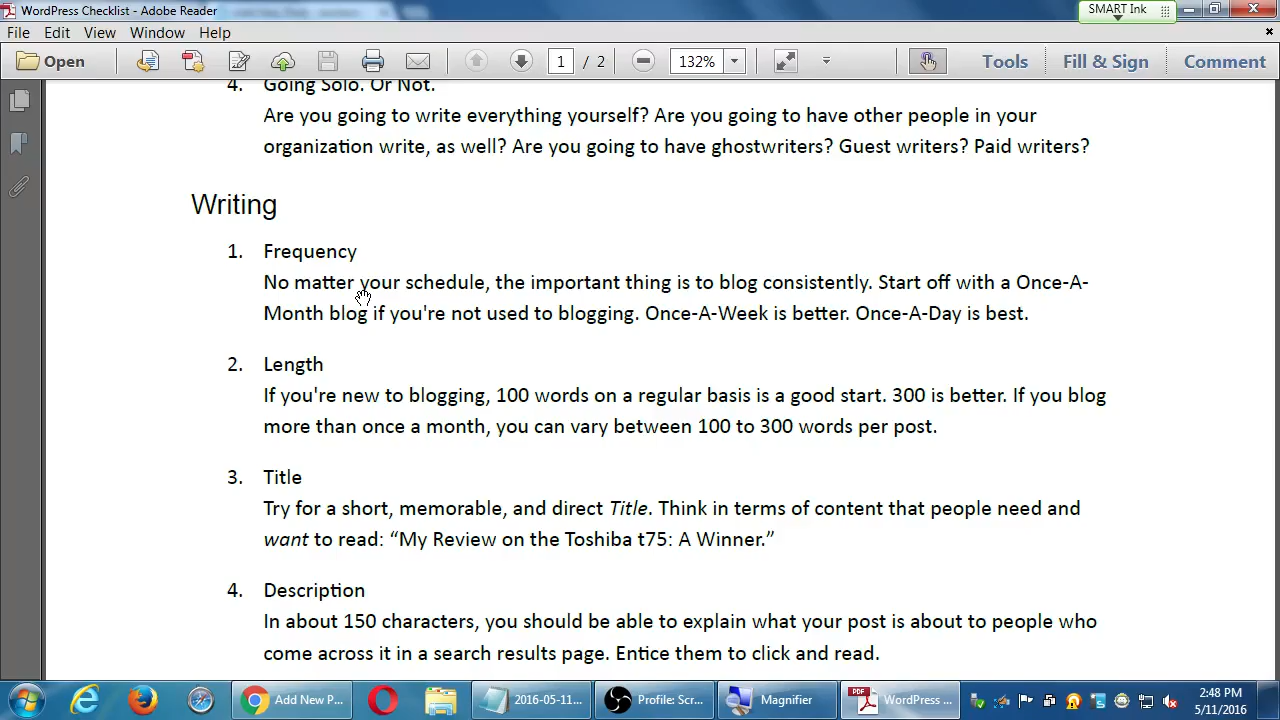 WordPress Checklist - Adobe Reader
SMART Ink
File Edit View Window Help
Open 1 / 2 132% Tools Fill & Sign Comment
4. Going Solo. Or Not.
Are you going to write everything yourself? Are you going to have other people in your
organization write, as well? Are you going to have ghostwriters? Guest writers? Paid writers?
Writing
1. Frequency
No matter your schedule, the important thing is to blog consistently. Start off with a Once-A-
Month blog if you're not used to blogging. Once-A-Week is better. Once-A-Day is best.
2. Length
If you're new to blogging, 100 words on a regular basis is a good start. 300 is better. If you blog
more than once a month, you can vary between 100 to 300 words per post.
3. Title
Try for a short, memorable, and direct Title. Think in terms of content that people need and
want to read: “My Review on the Toshiba t75: A Winner.”
4. Description
In about 150 characters, you should be able to explain what your post is about to people who
come across it in a search results page. Entice them to click and read.
Add New P... 2016-05-11... Profile: Scr... Magnifier PDF WordPress ... 2:48 PM
5/11/2016